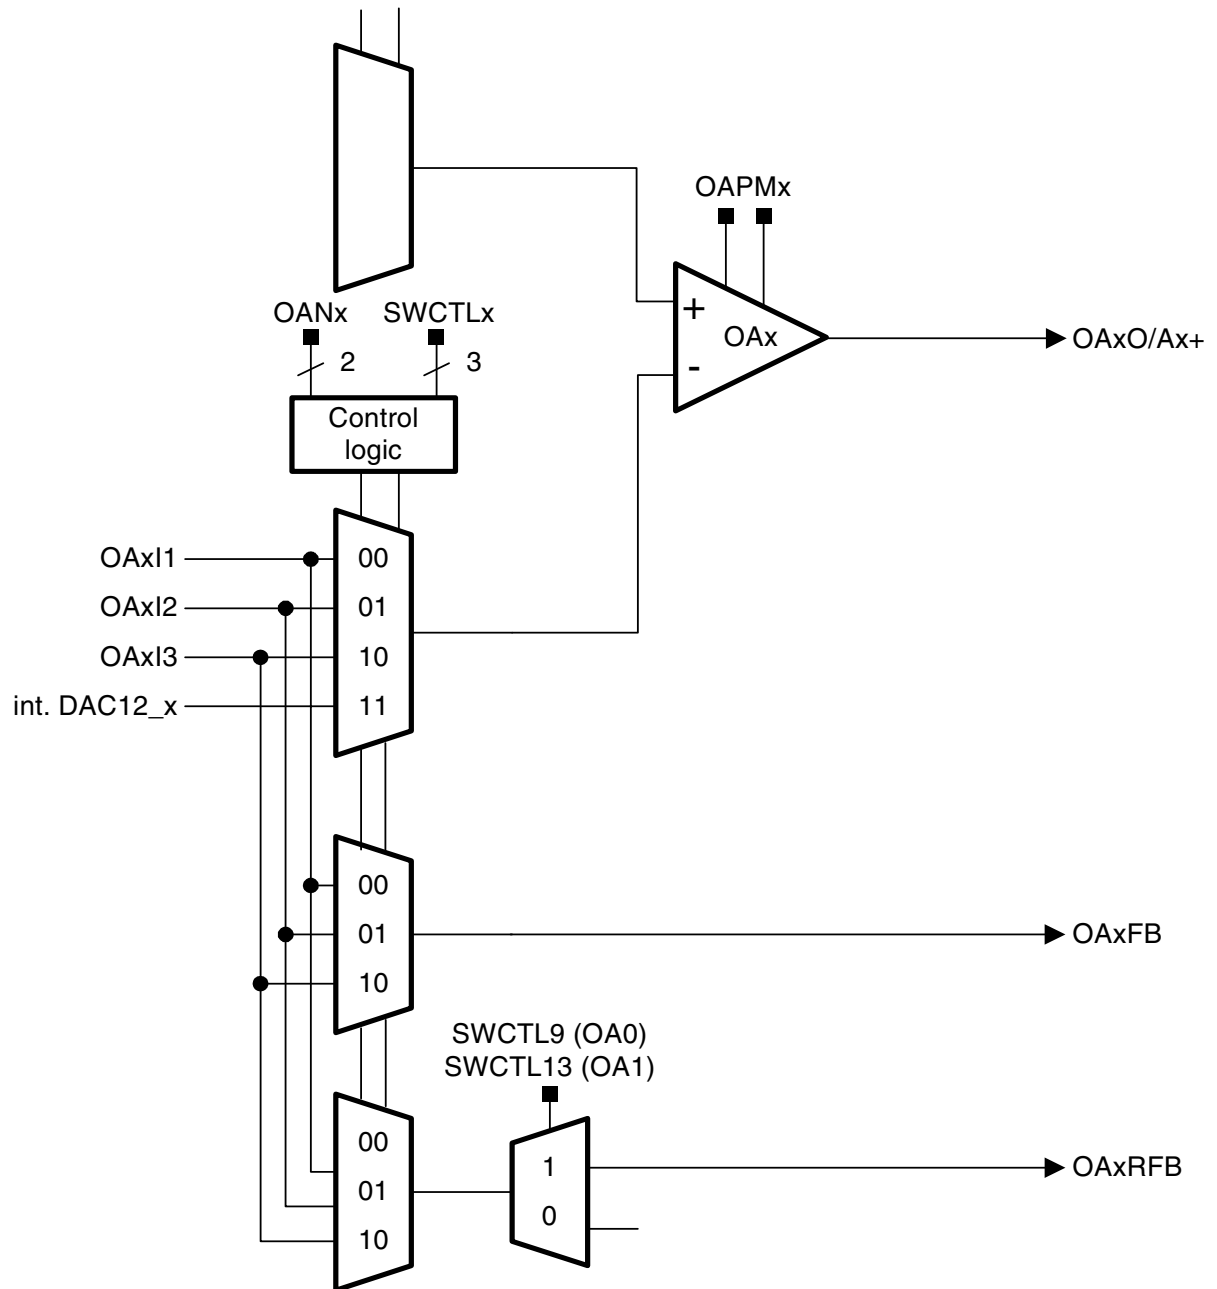 OAPMx
OANx SWCTLx
2 3
+
OAx
OAxO/Ax+
-
Control
logic
OAxI1 00
OAxI2 01
OAxI3 10
int. DAC12_x 11
00
01 OAxFB
10
SWCTL9 (OA0)
SWCTL13 (OA1)
00
1 OAxRFB
01
0
10